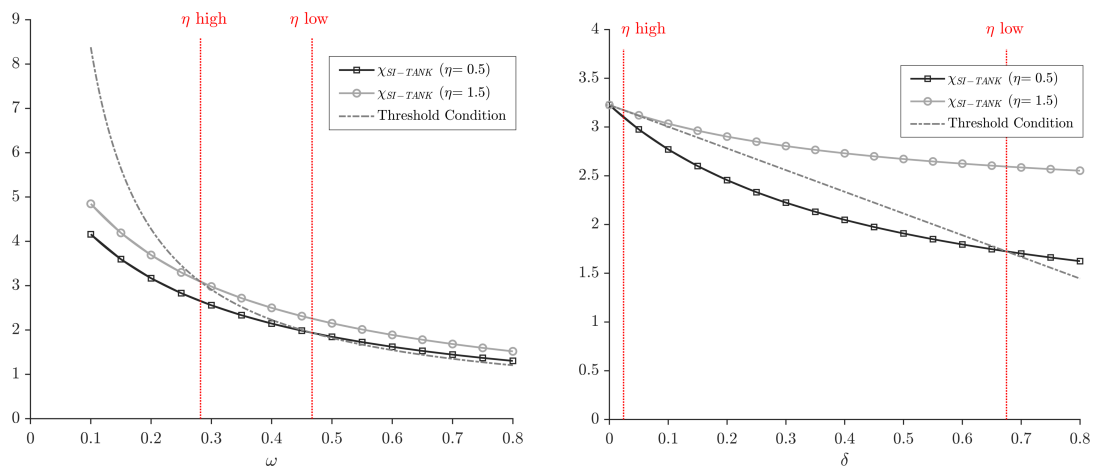 η high
η low
9
8
7
6
5
4
3
2
1
0
χSI−TANK (η= 0.5)
χSI−TANK (η= 1.5)
Threshold Condition
0 0.1 0.2 0.3 0.4 0.5 0.6 0.7 0.8
ω
η high
η low
4
3.5
3
2.5
2
1.5
1
0.5
0
χSI−TANK (η= 0.5)
χSI−TANK (η= 1.5)
Threshold Condition
0 0.1 0.2 0.3 0.4 0.5 0.6 0.7 0.8
δ